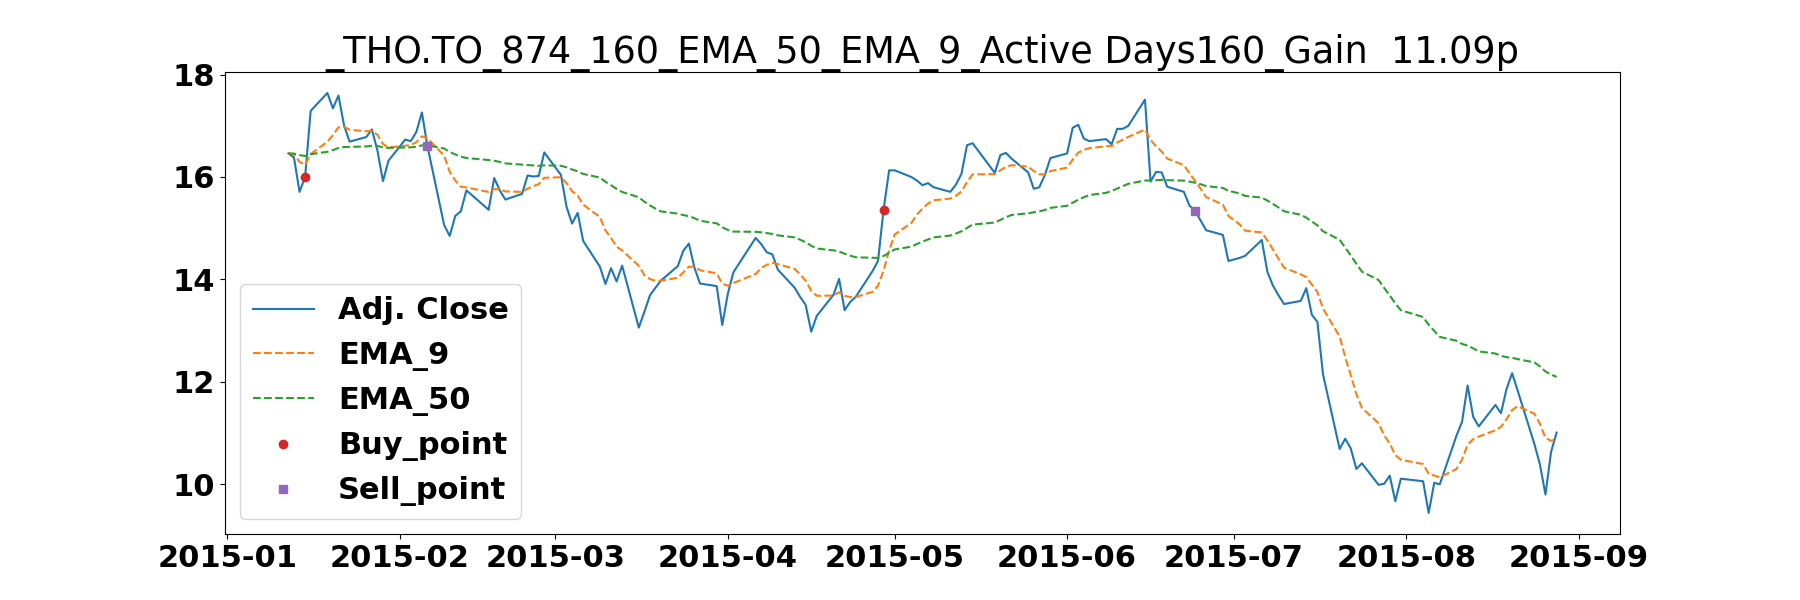 _THO.TO_874_160_EMA_50_EMA_9_Active Days160_Gain  11.09p
18
16
14
12
10
Adj. Close
EMA_9
EMA_50
Buy_point
Sell_point
2015-01 2015-02 2015-03 2015-04 2015-05 2015-06 2015-07 2015-08 2015-09